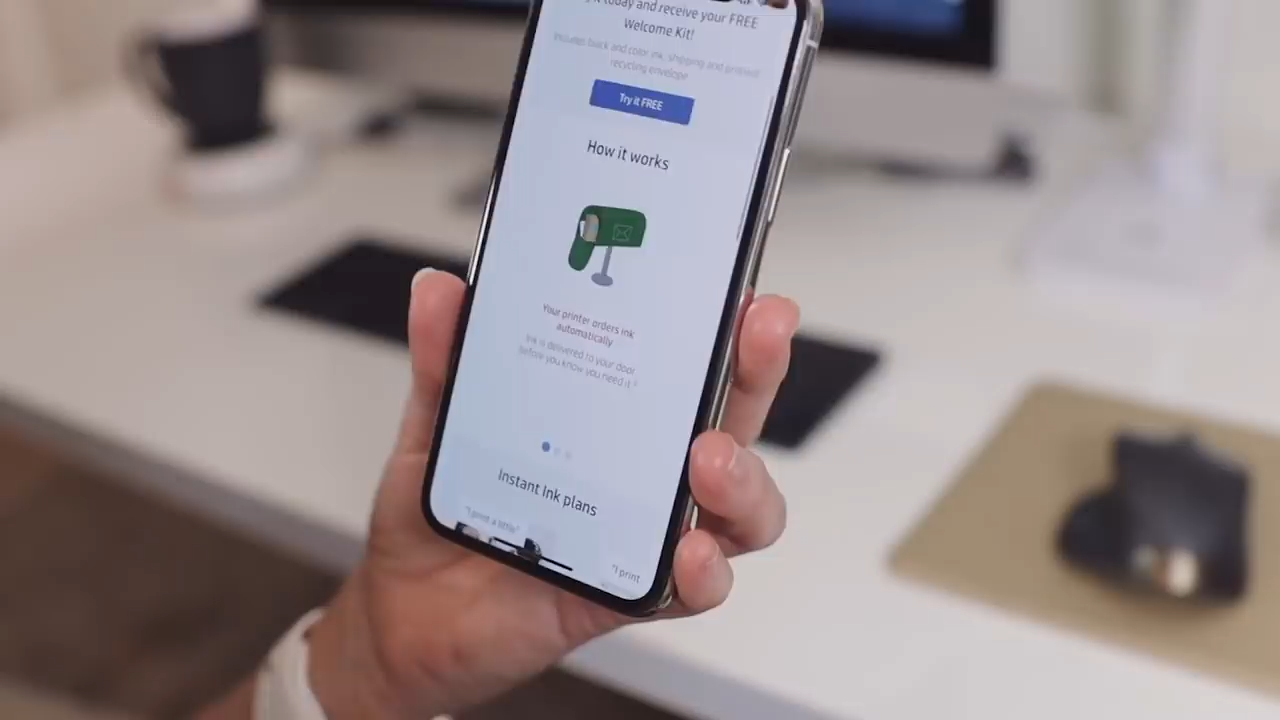 today and receive your FREE
Welcome Kit!
Includes black and color ink, shipping and prepaid
recycling envelope
Try it FREE
How it works
Your printer orders ink
automatically
Ink is delivered to your door
before you know you need it.²
Instant Ink plans
"I print a little"
"I print